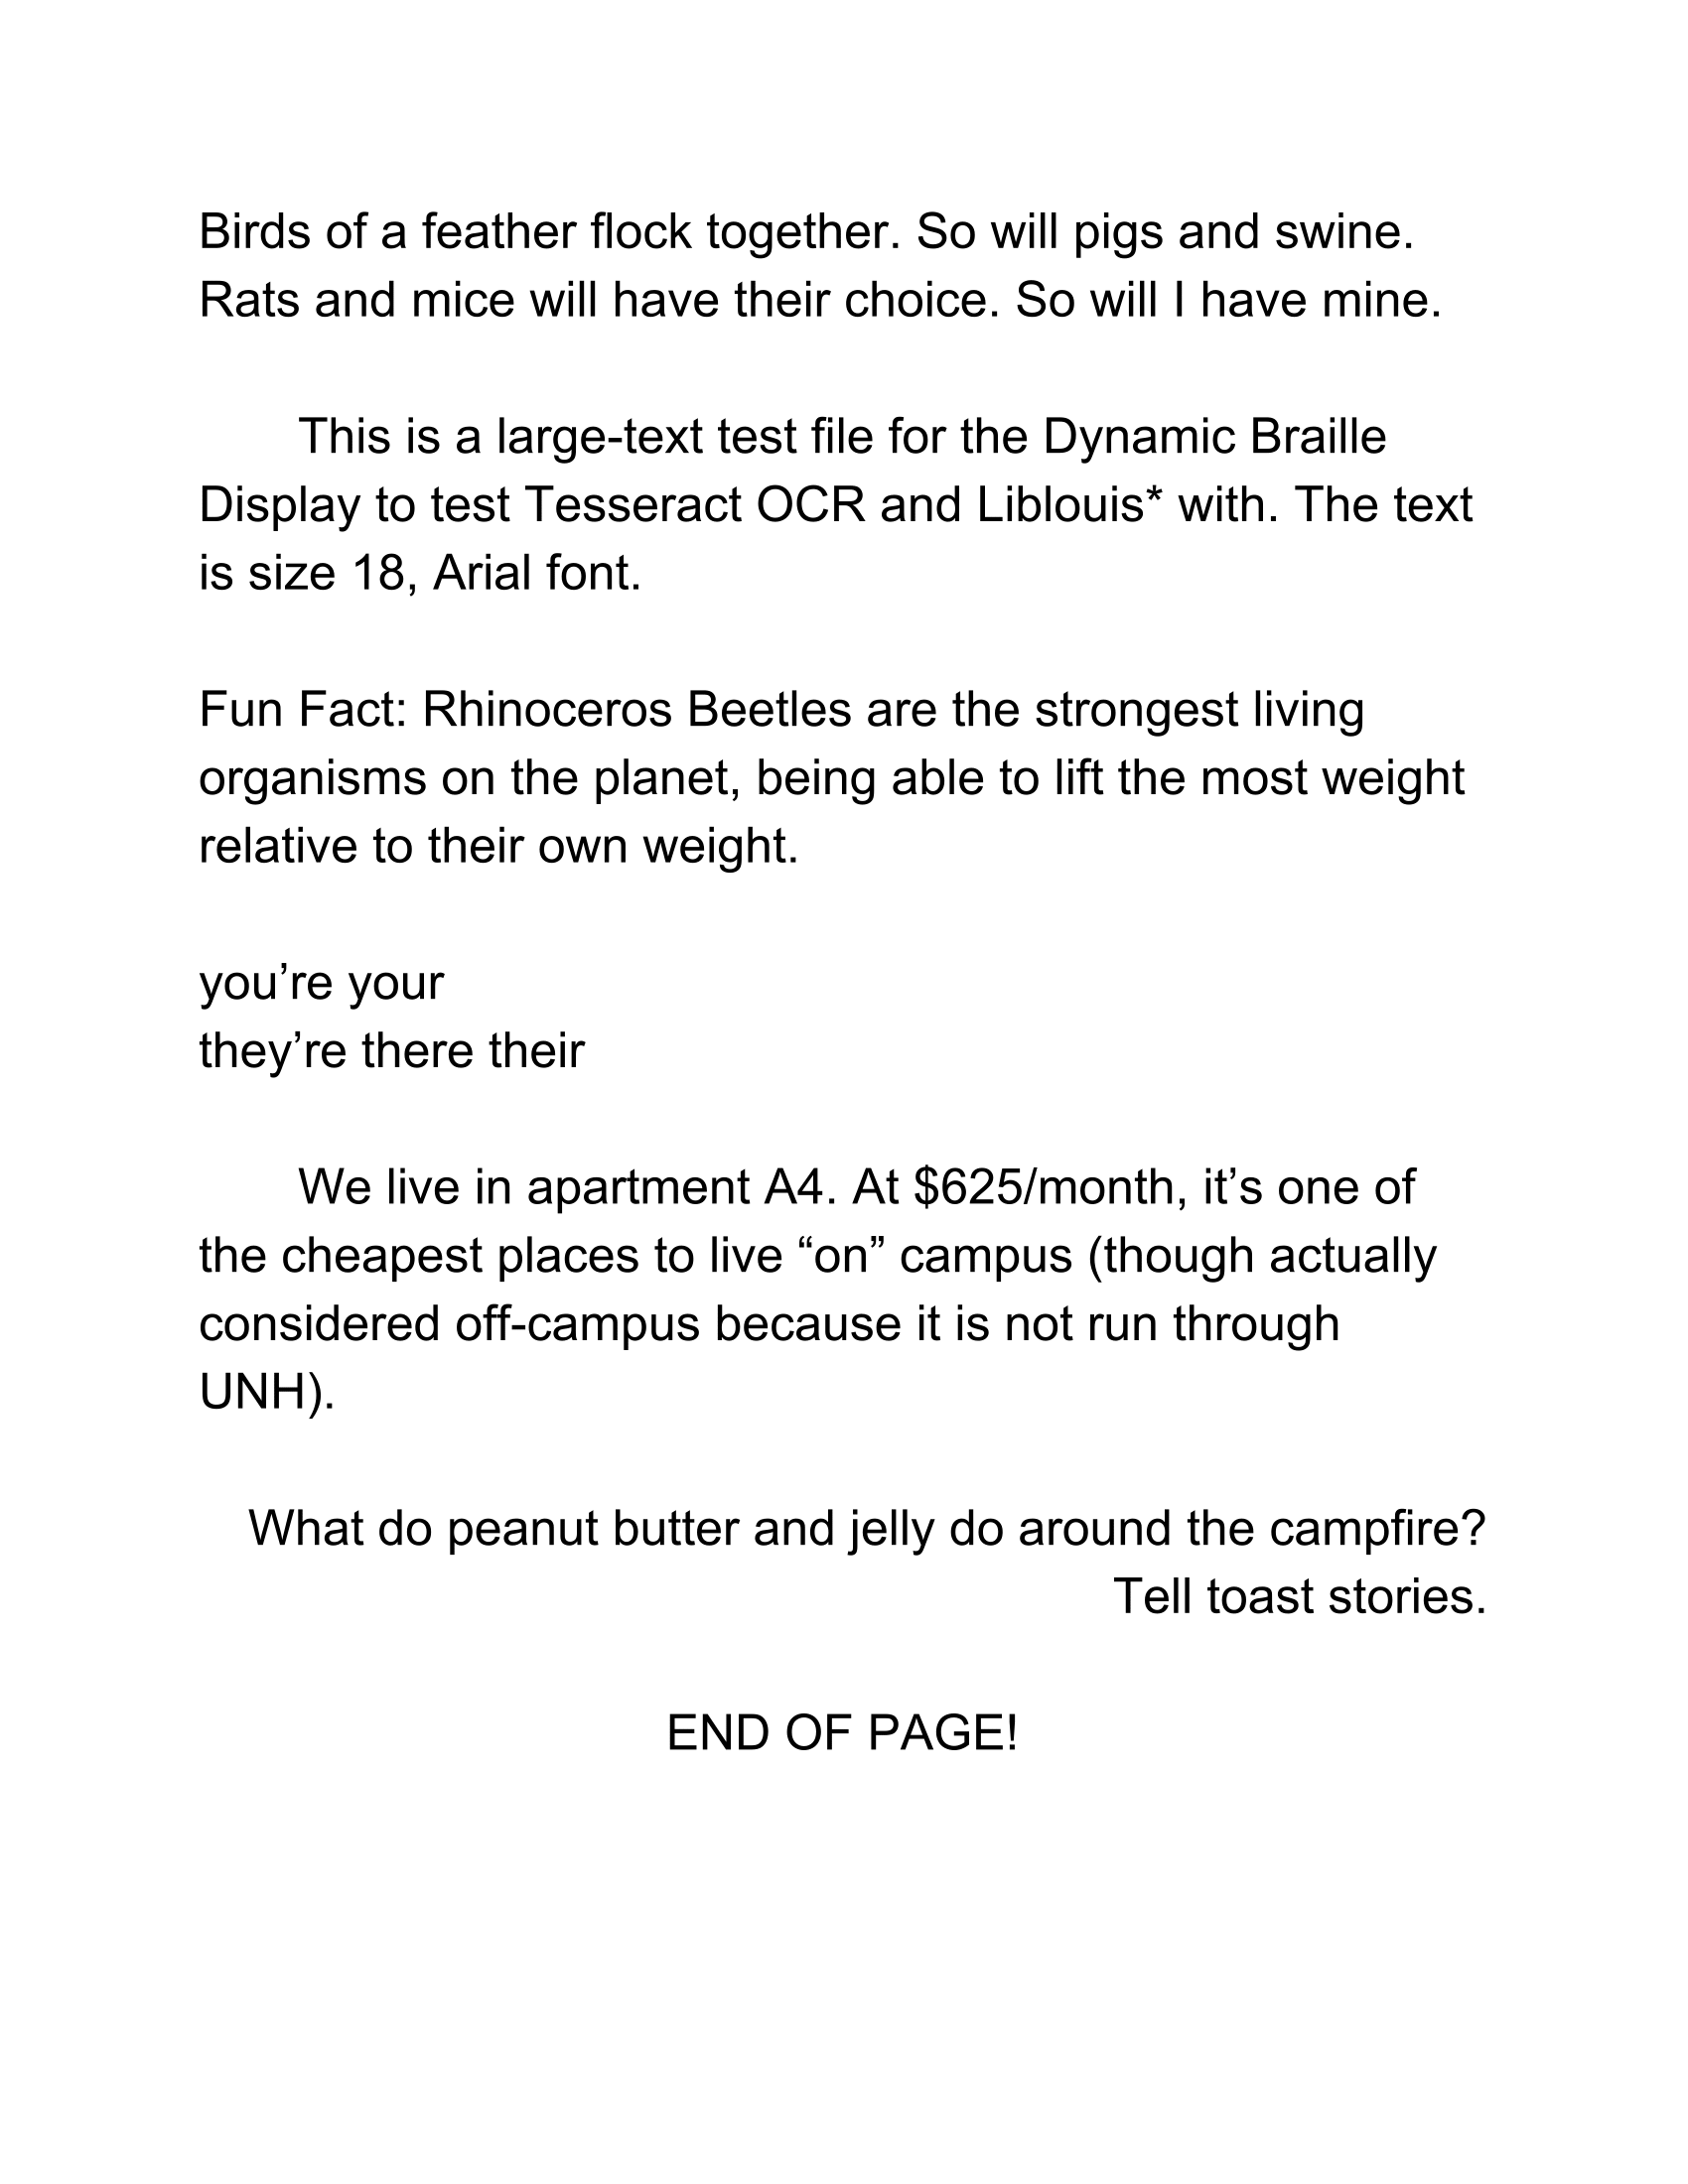 Birds of a feather flock together. So will pigs and swine.
Rats and mice will have their choice. So will I have mine.
This is a large-text test file for the Dynamic Braille
Display to test Tesseract OCR and Liblouis* with. The text
is size 18, Arial font.
Fun Fact: Rhinoceros Beetles are the strongest living
organisms on the planet, being able to lift the most weight
relative to their own weight.
you’re your
they’re there their
We live in apartment A4. At $625/month, it’s one of
the cheapest places to live “on” campus (though actually
considered off-campus because it is not run through
UNH).
What do peanut butter and jelly do around the campfire?
Tell toast stories.
END OF PAGE!